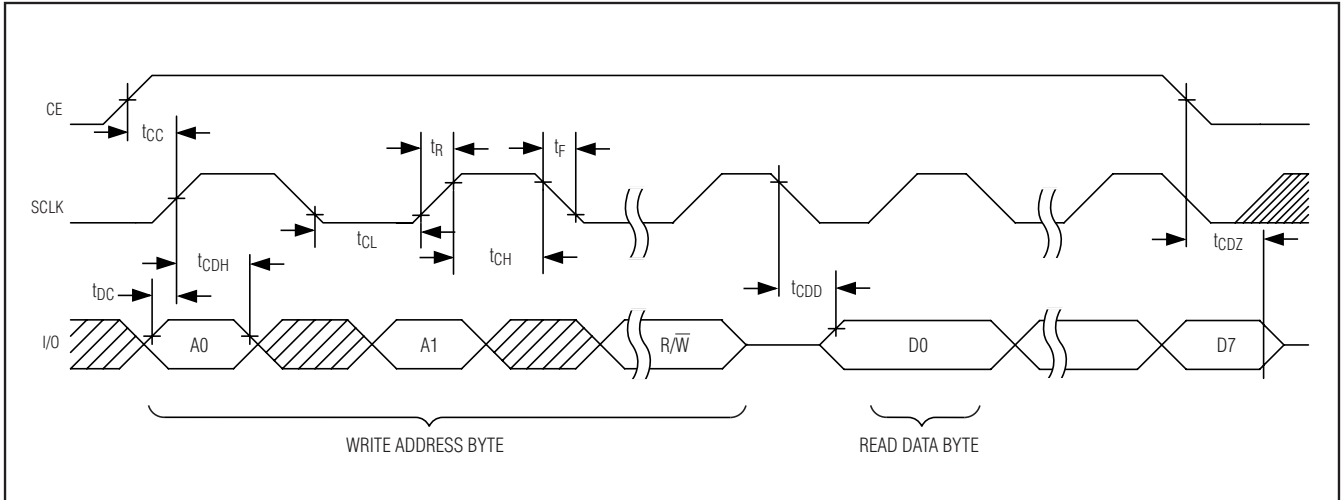 CE
tCC
tR
tF
SCLK
tCL
tCH
tCDH
tCDZ
tDC
tCDD
I/O
A0
A1
R/W̅
D0
D7
WRITE ADDRESS BYTE
READ DATA BYTE